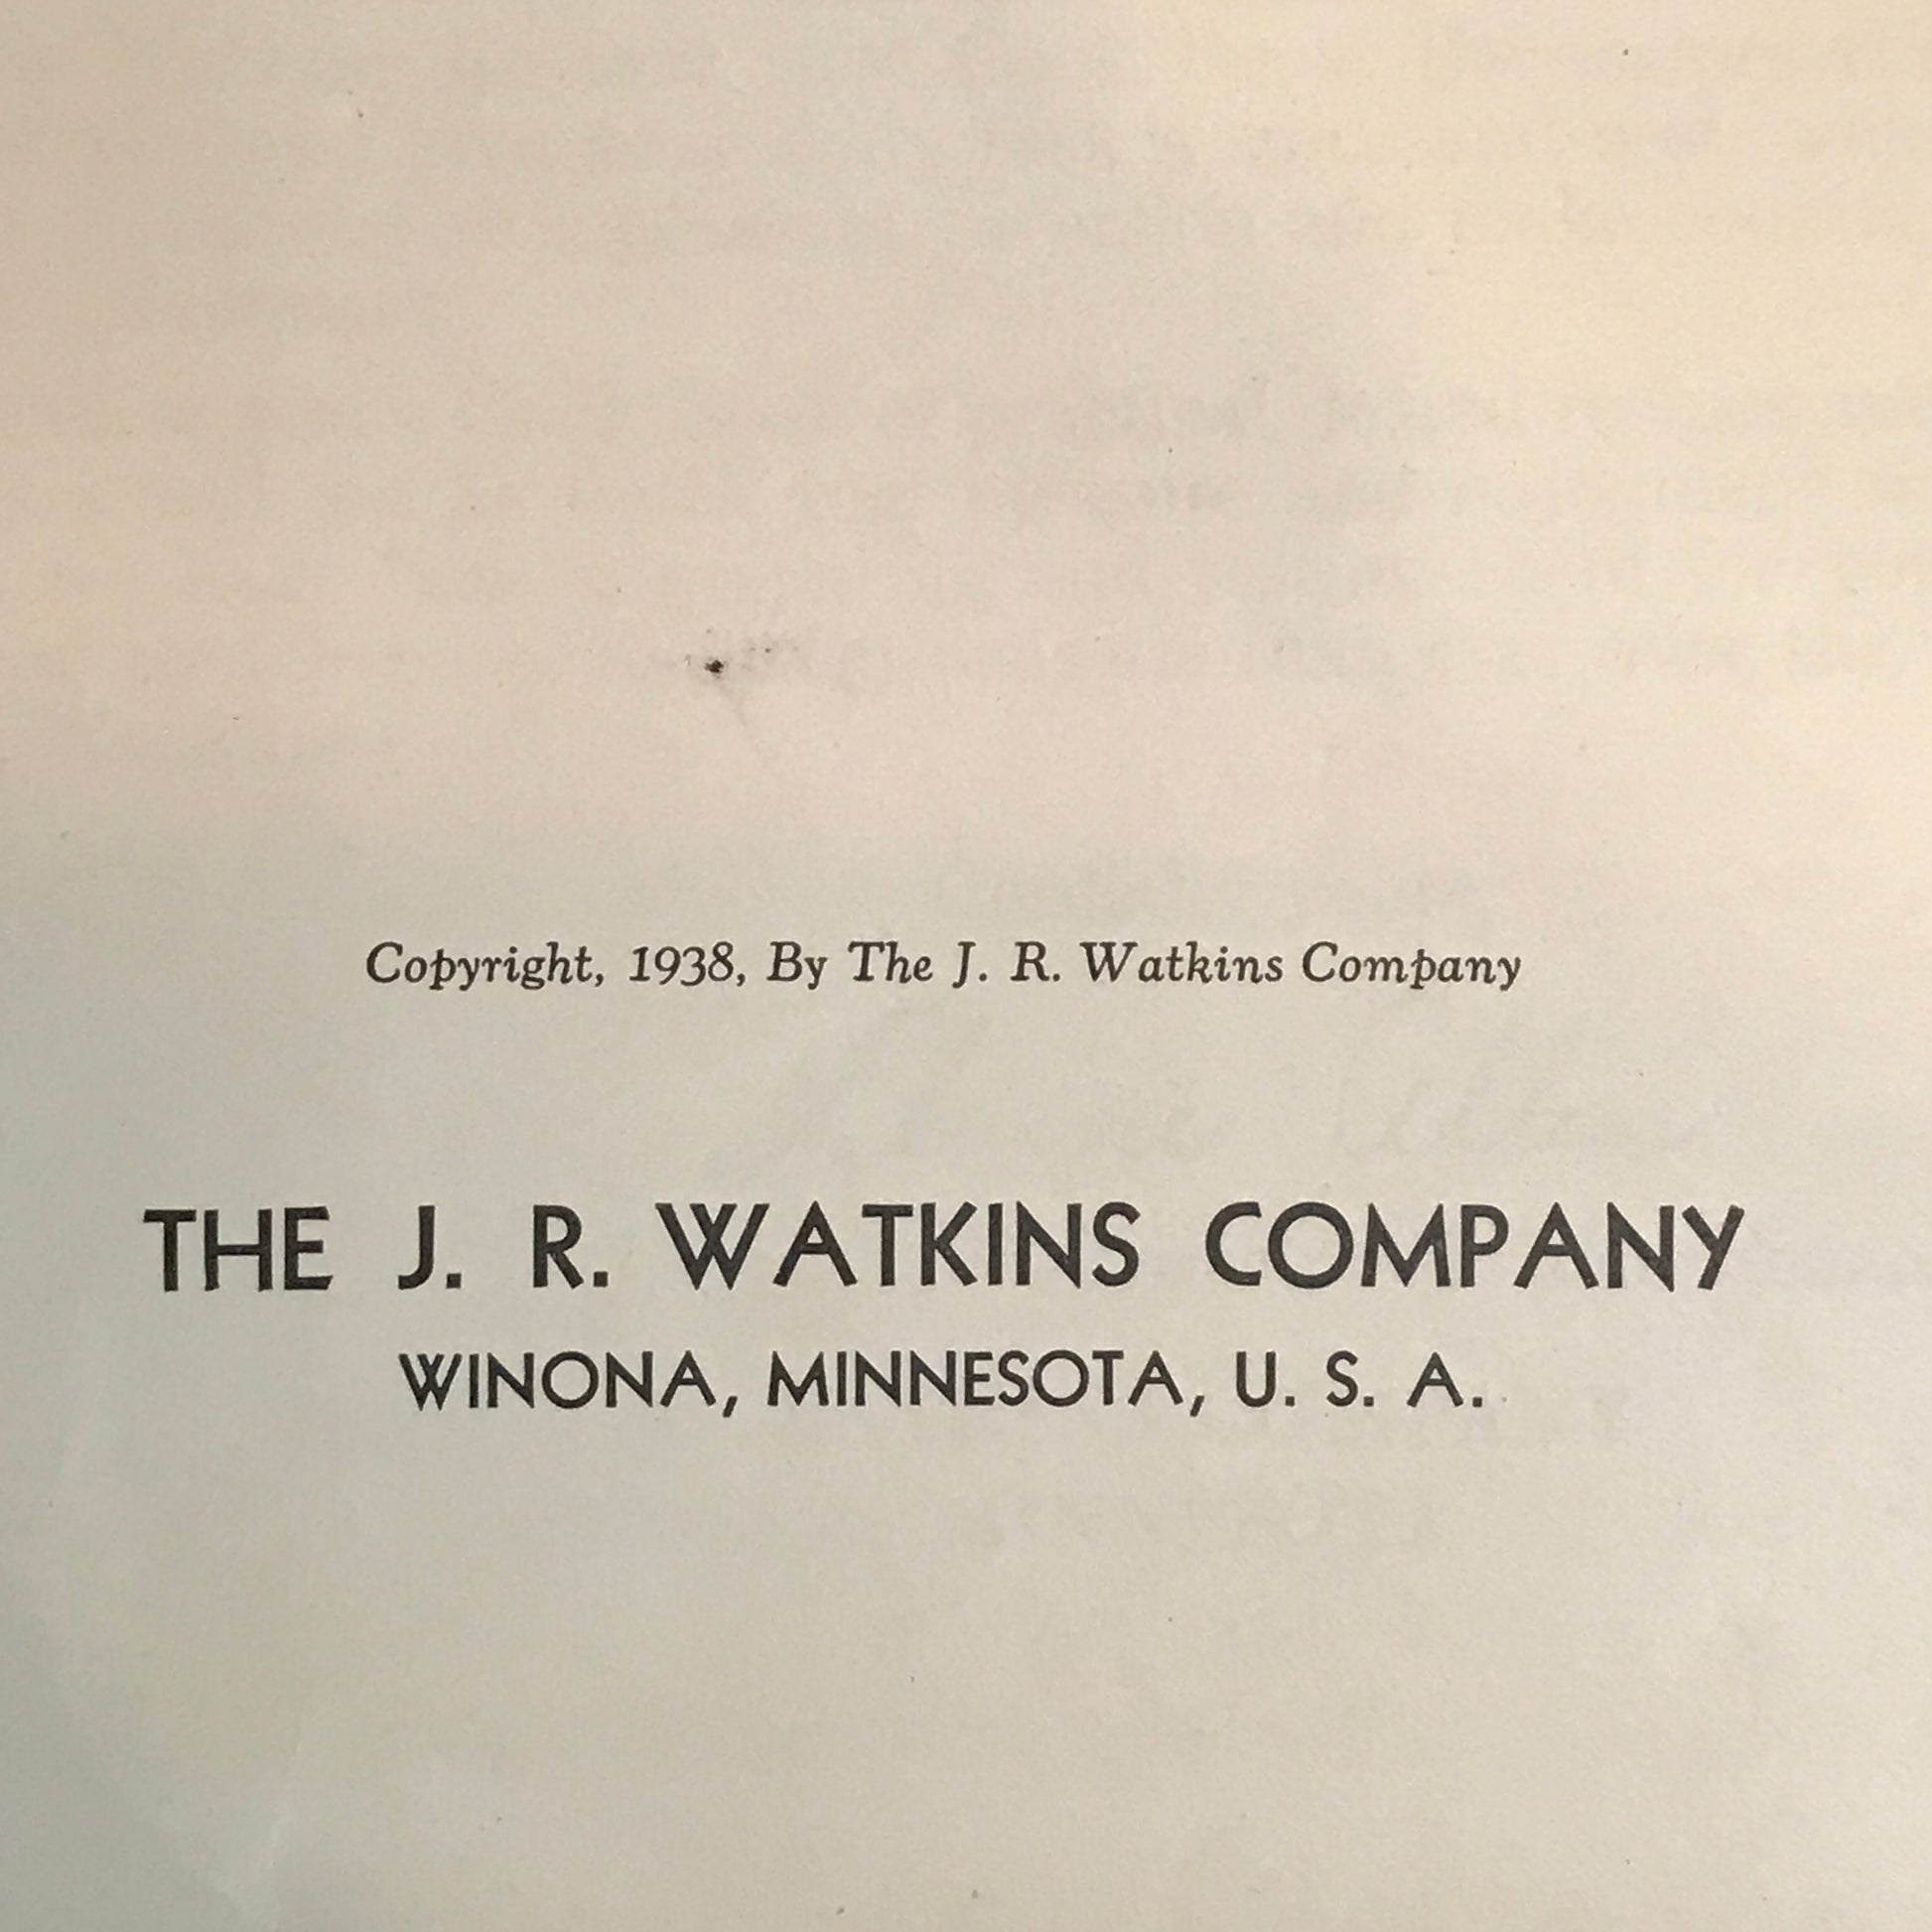 Copyright, 1938, By The J. R. Watkins Company
THE J. R. WATKINS COMPANY
WINONA, MINNESOTA, U. S. A.